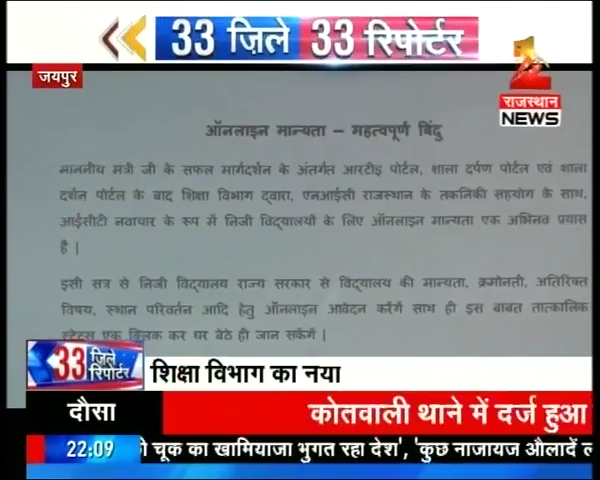 33 ज़िले 33 रिपोर्टर
जयपुर
राजस्थान
NEWS
ऑनलाइन मान्यता – महत्वपूर्ण बिंदु
माननीय मत्री जी के सफल मार्गदर्शन के अंतर्गत आरटीइ पोर्टल, शाला दर्पण पोर्टल एवं शाला
दर्शन पोर्टल के बाद शिक्षा विभाग द्वारा, एनआईसी राजस्थान के तकनिकी सहयोग के साथ,
आईसीटी नवाचार के रूप में निजी विद्यालयों के लिए ऑनलाइन मान्यता एक अभिनव प्रयास
है |
इसी सत्र से निजी विद्यालय राज्य सरकार से विद्यालय की मान्यता, क्रमोनती, अतिरिक्त
विषय, स्थान परिवर्तन आदि हेतु ऑनलाइन आवेदन करेंगें साथ ही इस बाबत तात्कालिक
स्टेटस एक क्लिक कर घर बेठे ही जान सकेंगें |
33 ज़िले रिपोर्टर
शिक्षा विभाग का नया
दौसा
कोतवाली थाने में दर्ज हुआ
22:09
चूक का खामियाजा भुगत रहा देश', 'कुछ नाजायज औलादें